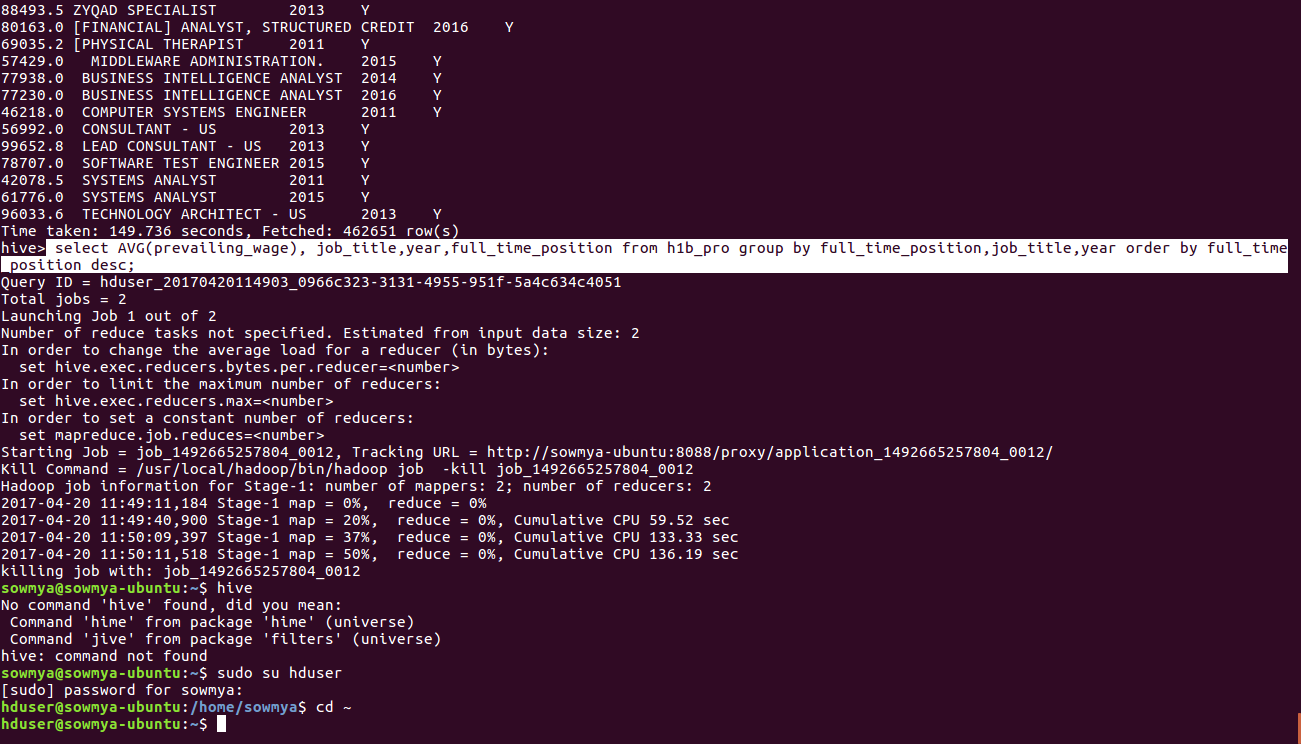 88493.5 ZYQAD SPECIALIST        2013    Y
80163.0 [FINANCIAL] ANALYST, STRUCTURED CREDIT  2016    Y
69035.2 [PHYSICAL THERAPIST     2011    Y
57429.0   MIDDLEWARE ADMINISTRATION.    2015    Y
77938.0  BUSINESS INTELLIGENCE ANALYST  2014    Y
77230.0  BUSINESS INTELLIGENCE ANALYST  2016    Y
46218.0  COMPUTER SYSTEMS ENGINEER      2011    Y
56992.0  CONSULTANT - US        2013    Y
99652.8  LEAD CONSULTANT - US   2013    Y
78707.0  SOFTWARE TEST ENGINEER 2015    Y
42078.5  SYSTEMS ANALYST        2011    Y
61776.0  SYSTEMS ANALYST        2015    Y
96033.6  TECHNOLOGY ARCHITECT - US      2013    Y
Time taken: 149.736 seconds, Fetched: 462651 row(s)
hive> select AVG(prevailing_wage), job_title,year,full_time_position from h1b_pro group by full_time_position,job_title,year order by full_time
_position desc;
Query ID = hduser_20170420114903_0966c323-3131-4955-951f-5a4c634c4051
Total jobs = 2
Launching Job 1 out of 2
Number of reduce tasks not specified. Estimated from input data size: 2
In order to change the average load for a reducer (in bytes):
  set hive.exec.reducers.bytes.per.reducer=<number>
In order to limit the maximum number of reducers:
  set hive.exec.reducers.max=<number>
In order to set a constant number of reducers:
  set mapreduce.job.reduces=<number>
Starting Job = job_1492665257804_0012, Tracking URL = http://sowmya-ubuntu:8088/proxy/application_1492665257804_0012/
Kill Command = /usr/local/hadoop/bin/hadoop job  -kill job_1492665257804_0012
Hadoop job information for Stage-1: number of mappers: 2; number of reducers: 2
2017-04-20 11:49:11,184 Stage-1 map = 0%,  reduce = 0%
2017-04-20 11:49:40,900 Stage-1 map = 20%,  reduce = 0%, Cumulative CPU 59.52 sec
2017-04-20 11:50:09,397 Stage-1 map = 37%,  reduce = 0%, Cumulative CPU 133.33 sec
2017-04-20 11:50:11,518 Stage-1 map = 50%,  reduce = 0%, Cumulative CPU 136.19 sec
killing job with: job_1492665257804_0012
sowmya@sowmya-ubuntu:~$ hive
No command 'hive' found, did you mean:
 Command 'hime' from package 'hime' (universe)
 Command 'jive' from package 'filters' (universe)
hive: command not found
sowmya@sowmya-ubuntu:~$ sudo su hduser
[sudo] password for sowmya:
hduser@sowmya-ubuntu:/home/sowmya$ cd ~
hduser@sowmya-ubuntu:~$